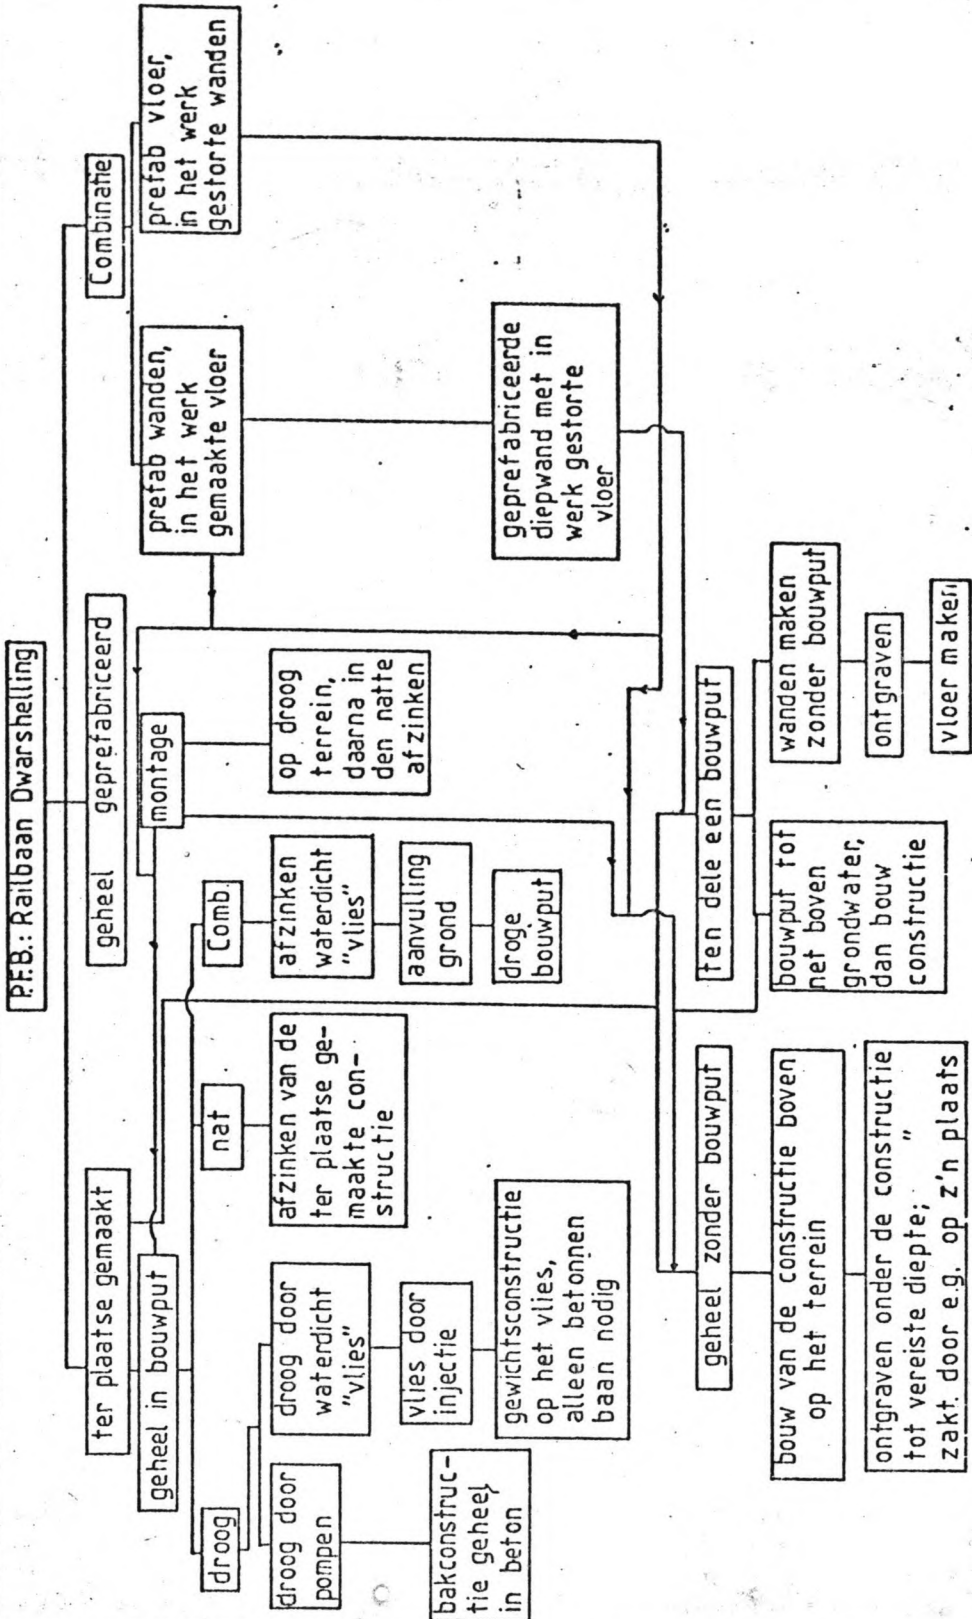 P.F.B.: Railbaan Dwarshelling
ter plaatse gemaakt
geheel geprefabriceerd
Combinatie
geheel in bouwput
montage
pretab wanden,
in het werk
gemaakte vloer
pretab vloer,
in het werk
gestorte wanden
droog
nat
Comb.
droog door
pompen
droog door
waterdicht
"vlies"
afzinken van de
ter plaatse ge-
maakte con-
structie
afzinken
waterdicht
"vlies"
op droog
terrein,
daarna in
den natte
afzinken
bakconstruc-
tie geheel
in beton
vlies door
injectie
aanvulling
grond
gewichtsconstructie
op het vlies,
alleen betonnen
baan nodig
droge
bouwput
geprefabriceerde
diepwand met in
werk gestorte
vloer
geheel zonder bouwput
ten dele een bouwput
bouw van de constructie boven
op het terrein
bouwput tot
net boven
grondwater,
dan bouw
constructie
wanden maken
zonder bouwput
ontgraven onder de constructie
tot vereiste diepte; "
zakt door e.g. op z'n plaats
ontgraven
vloer maken